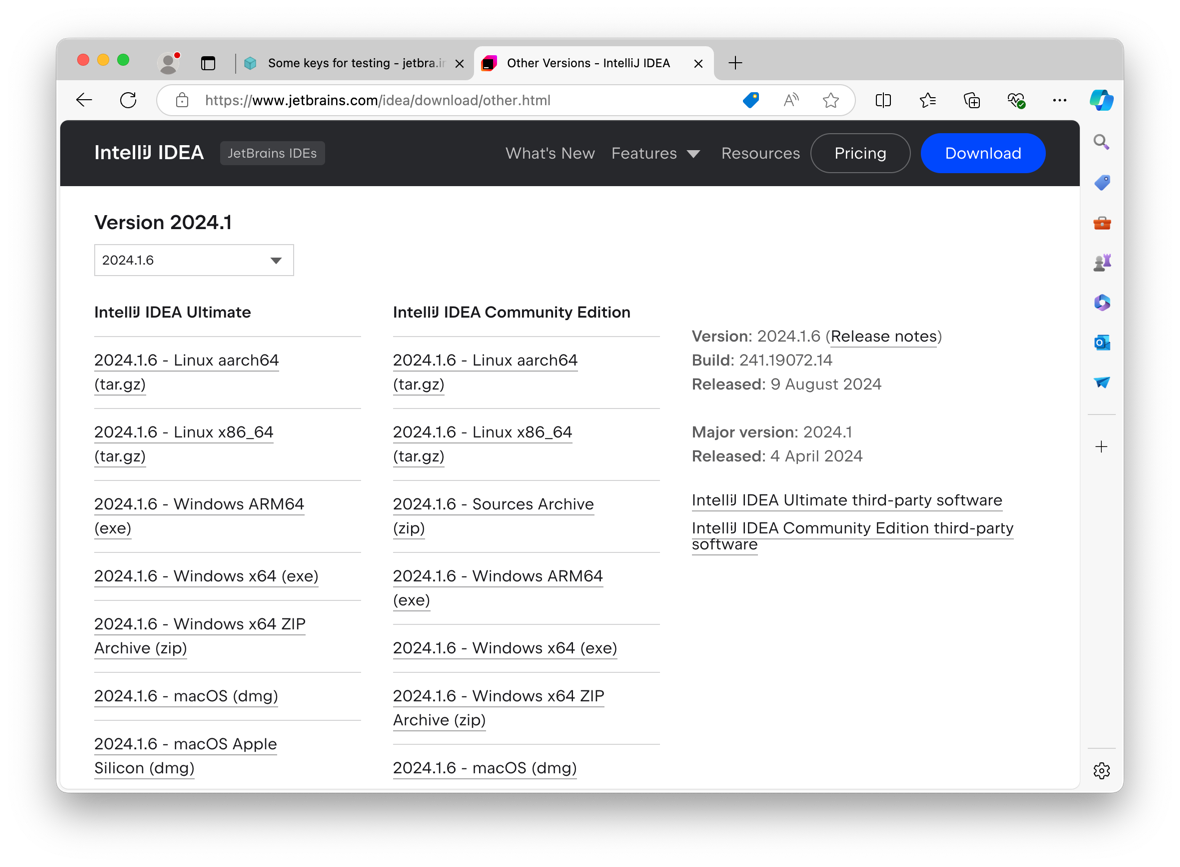 Some keys for testing - jetbra.in
Other Versions - IntelliJ IDEA
https://www.jetbrains.com/idea/download/other.html
IntelliJ IDEA
JetBrains IDEs
What's New
Features
Resources
Pricing
Download
Version 2024.1
2024.1.6
IntelliJ IDEA Ultimate
2024.1.6 - Linux aarch64
(tar.gz)
2024.1.6 - Linux x86_64
(tar.gz)
2024.1.6 - Windows ARM64
(exe)
2024.1.6 - Windows x64 (exe)
2024.1.6 - Windows x64 ZIP
Archive (zip)
2024.1.6 - macOS (dmg)
2024.1.6 - macOS Apple
Silicon (dmg)
IntelliJ IDEA Community Edition
2024.1.6 - Linux aarch64
(tar.gz)
2024.1.6 - Linux x86_64
(tar.gz)
2024.1.6 - Sources Archive
(zip)
2024.1.6 - Windows ARM64
(exe)
2024.1.6 - Windows x64 (exe)
2024.1.6 - Windows x64 ZIP
Archive (zip)
2024.1.6 - macOS (dmg)
Version: 2024.1.6 (Release notes)
Build: 241.19072.14
Released: 9 August 2024
Major version: 2024.1
Released: 4 April 2024
IntelliJ IDEA Ultimate third-party software
IntelliJ IDEA Community Edition third-party
software